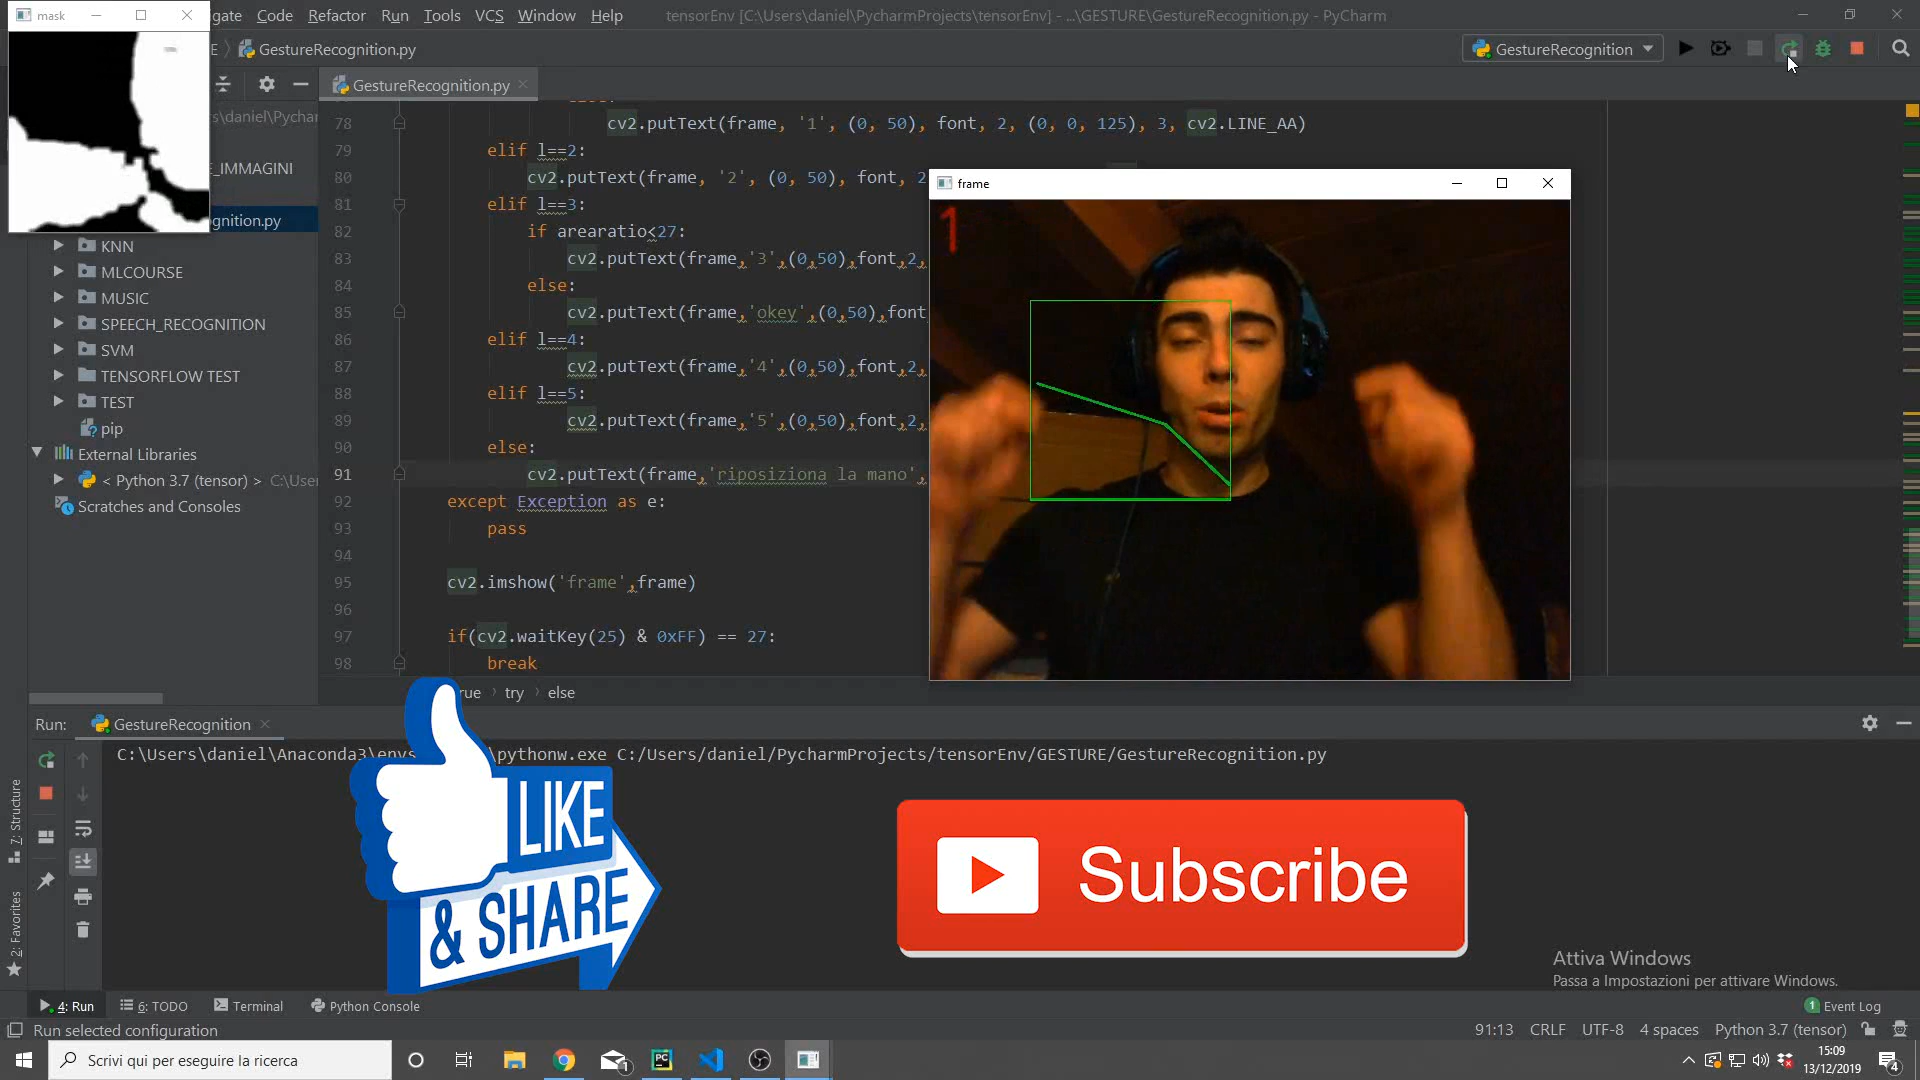 mask
gate Code Refactor Run Tools VCS Window Help
tensorEnv [C:\Users\daniel\PycharmProjects\tensorEnv] - ...\GESTURE\GestureRecognition.py - PyCharm
E GestureRecognition.py
GestureRecognition
GestureRecognition.py
s\daniel\Pychar
E_IMMAGINI
gnition.py
KNN
MLCOURSE
MUSIC
SPEECH_RECOGNITION
SVM
TENSORFLOW TEST
TEST
pip
External Libraries
< Python 3.7 (tensor) > C:\User
Scratches and Consoles
78 cv2.putText(frame, '1', (0, 50), font, 2, (0, 0, 125), 3, cv2.LINE_AA)
79 elif l==2:
80 cv2.putText(frame, '2', (0, 50), font, 2
81 elif l==3:
82 if arearatio<27:
83 cv2.putText(frame,'3',(0,50),font,2,
84 else:
85 cv2.putText(frame,'okey',(0,50),font
86 elif l==4:
87 cv2.putText(frame,'4',(0,50),font,2,
88 elif l==5:
89 cv2.putText(frame,'5',(0,50),font,2,
90 else:
91 cv2.putText(frame,'riposiziona la mano',
92 except Exception as e:
93 pass
94
95 cv2.imshow('frame',frame)
96
97 if(cv2.waitKey(25) & 0xFF) == 27:
98 break
frame
1
rue try else
Run: GestureRecognition
C:\Users\daniel\Anaconda3\envs \pythonw.exe C:/Users/daniel/PycharmProjects/tensorEnv/GESTURE/GestureRecognition.py
7: Structure
2: Favorites
LIKE
& SHARE
Subscribe
Attiva Windows
Passa a Impostazioni per attivare Windows.
4: Run 6: TODO Terminal Python Console
1 Event Log
Run selected configuration
91:13 CRLF UTF-8 4 spaces Python 3.7 (tensor)
Scrivi qui per eseguire la ricerca
1
PC
15:09
13/12/2019
4